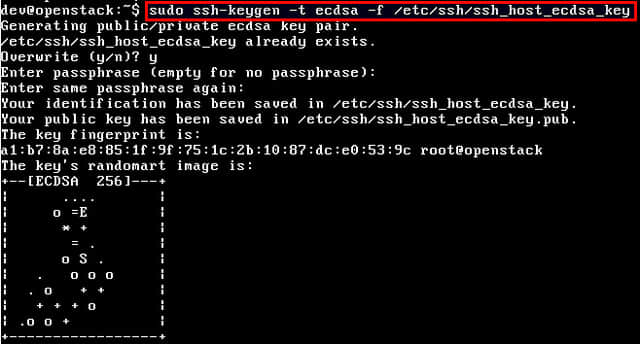 dev@openstack:~$ sudo ssh-keygen -t ecdsa -f /etc/ssh/ssh_host_ecdsa_key
Generating public/private ecdsa key pair.
/etc/ssh/ssh_host_ecdsa_key already exists.
Overwrite (y/n)? y
Enter passphrase (empty for no passphrase):
Enter same passphrase again:
Your identification has been saved in /etc/ssh/ssh_host_ecdsa_key.
Your public key has been saved in /etc/ssh/ssh_host_ecdsa_key.pub.
The key fingerprint is:
a1:b7:8a:e8:85:1f:9f:75:1c:2b:10:87:dc:e0:53:9c root@openstack
The key's randomart image is:
+--[ECDSA  256]---+
|      ....       |
|     o =E        |
|      * +        |
|       = .       |
|      o S .      |
|   .   o o o     |
|  . o   + +      |
|   + + + o       |
| .o o +          |
+-----------------+